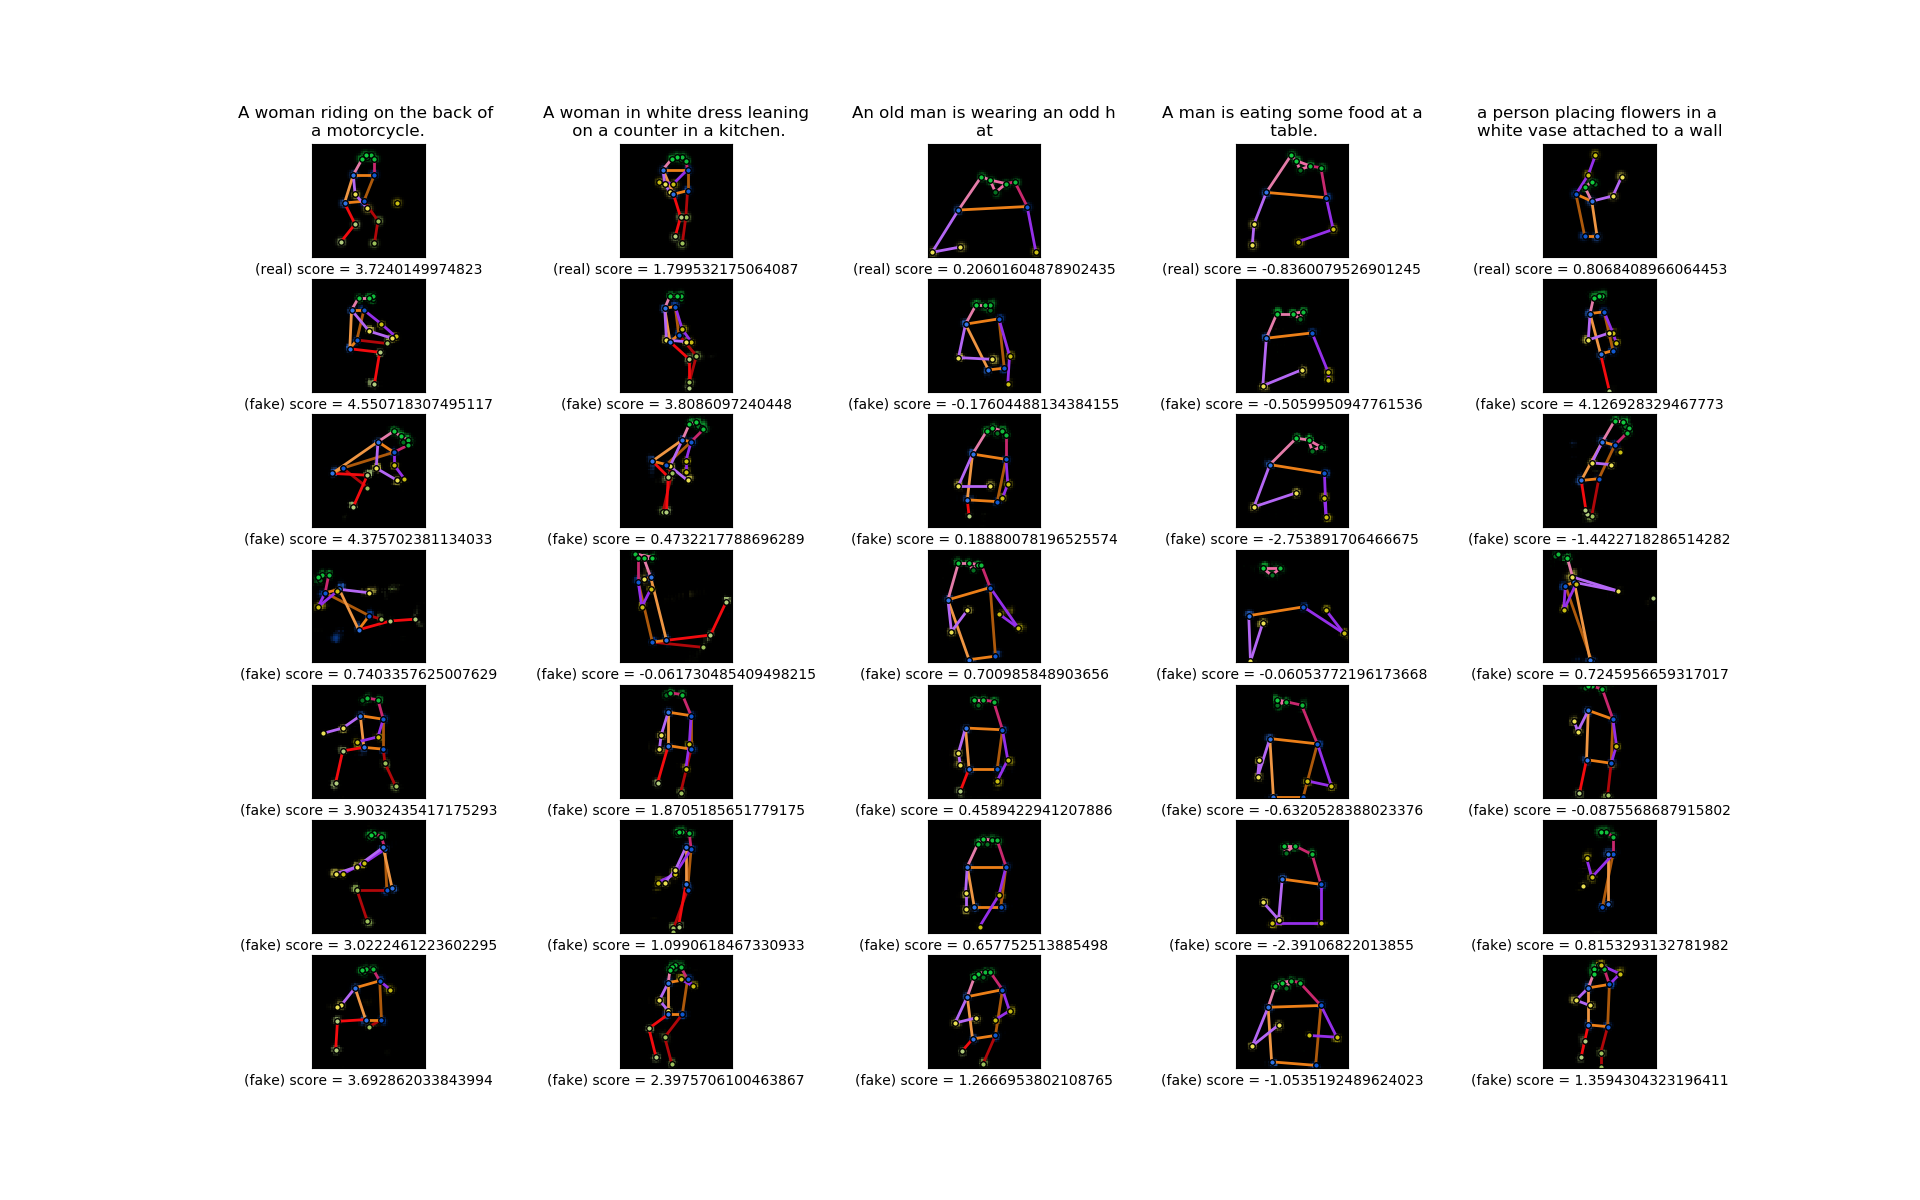 A woman riding on the back of
a motorcycle.
A woman in white dress leaning
on a counter in a kitchen.
An old man is wearing an odd h
at
A man is eating some food at a
table.
a person placing flowers in a
white vase attached to a wall
(real) score = 3.7240149974823
(real) score = 1.799532175064087
(real) score = 0.20601604878902435
(real) score = -0.8360079526901245
(real) score = 0.8068408966064453
(fake) score = 4.550718307495117
(fake) score = 3.8086097240448
(fake) score = -0.17604488134384155
(fake) score = -0.5059950947761536
(fake) score = 4.126928329467773
(fake) score = 4.375702381134033
(fake) score = 0.4732217788696289
(fake) score = 0.18880078196525574
(fake) score = -2.753891706466675
(fake) score = -1.4422718286514282
(fake) score = 0.7403357625007629
(fake) score = -0.061730485409498215
(fake) score = 0.700985848903656
(fake) score = -0.06053772196173668
(fake) score = 0.7245956659317017
(fake) score = 3.9032435417175293
(fake) score = 1.8705185651779175
(fake) score = 0.4589422941207886
(fake) score = -0.6320528388023376
(fake) score = -0.0875568687915802
(fake) score = 3.0222461223602295
(fake) score = 1.0990618467330933
(fake) score = 0.657752513885498
(fake) score = -2.39106822013855
(fake) score = 0.8153293132781982
(fake) score = 3.692862033843994
(fake) score = 2.3975706100463867
(fake) score = 1.2666953802108765
(fake) score = -1.0535192489624023
(fake) score = 1.3594304323196411